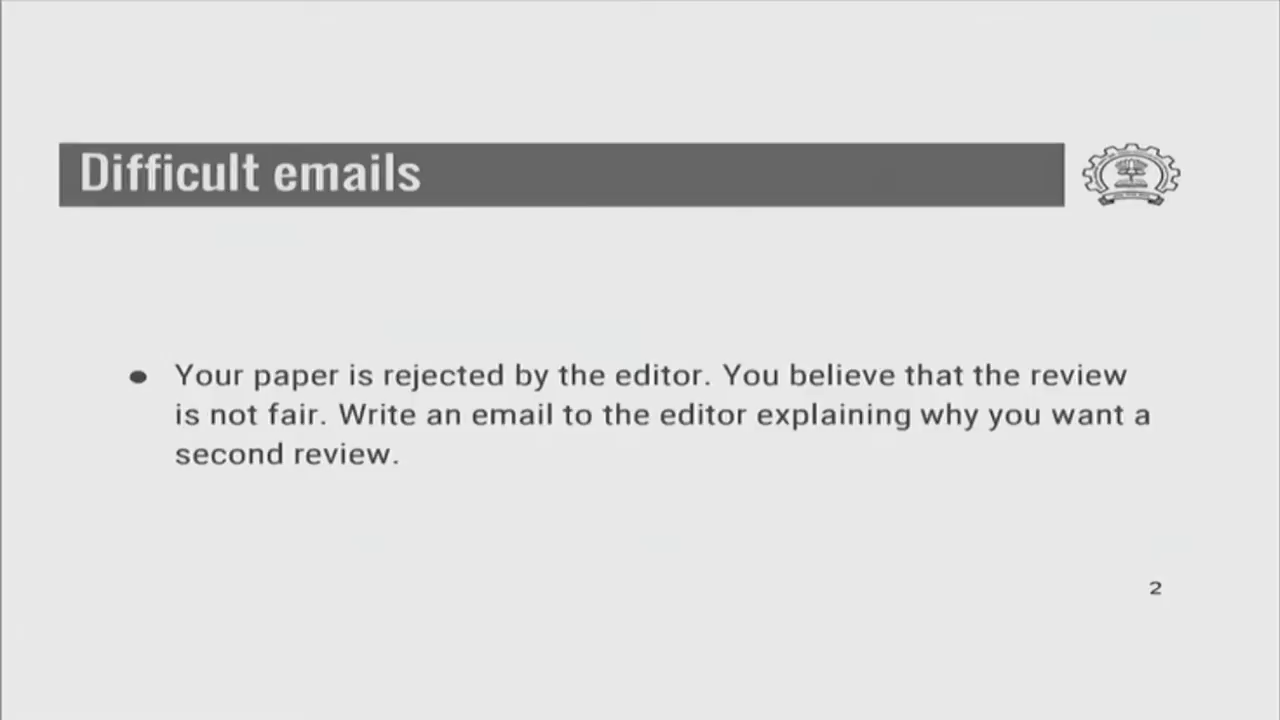 Difficult emails
● Your paper is rejected by the editor. You believe that the review
is not fair. Write an email to the editor explaining why you want a
second review.
2